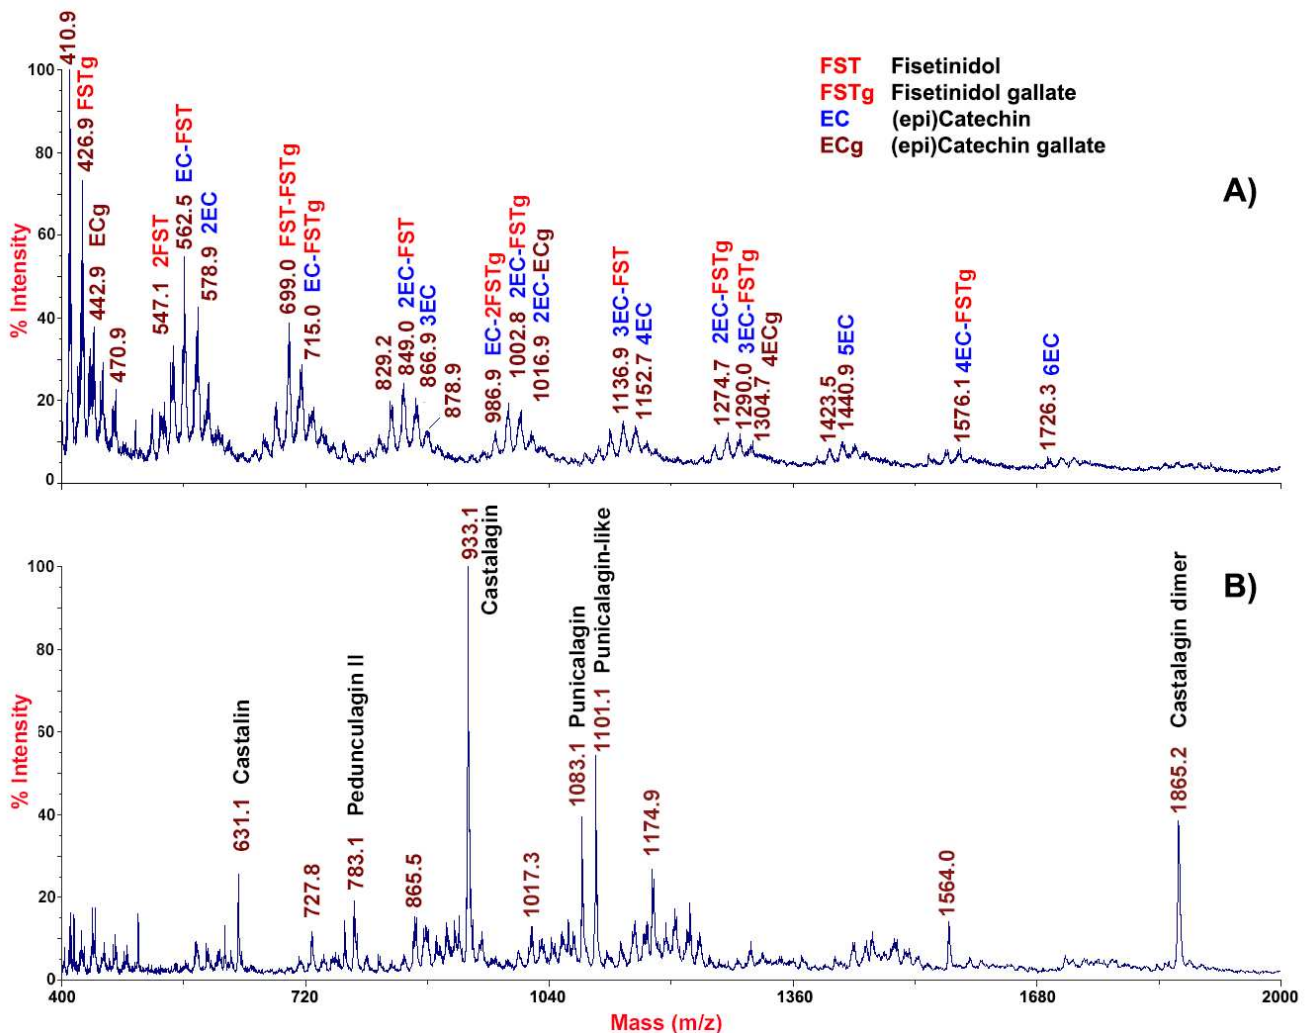 410.9
426.9 FSTg
442.9 ECg
470.9
547.1 2FST
562.5 EC-FST
578.9 2EC
699.0 FST-FSTg
715.0 EC-FSTg
829.2
849.0 2EC-FST
866.9 3EC
878.9
986.9 EC-2FSTg
1002.8 2EC-FSTg
1016.9 2EC-ECg
1136.9 3EC-FST
1152.7 4EC
1274.7 2EC-FSTg
1290.0 3EC-FSTg
1304.7 4ECg
1423.5
1440.9 5EC
1576.1 4EC-FSTg
1726.3 6EC
FST Fisetinidol
FSTg Fisetinidol gallate
EC (epi)Catechin
ECg (epi)Catechin gallate
A)
% Intensity
100
80
60
40
20
0
400 720 1040 1360 1680 2000
B)
% Intensity
100
80
60
40
20
0
631.1 Castalin
727.8
783.1 Pedunculagin II
865.5
933.1 Castalagin
1017.3
1083.1 Punicalagin
1101.1 Punicalagin-like
1174.9
1564.0
1865.2 Castalagin dimer
400 720 1040 1360 1680 2000
Mass (m/z)